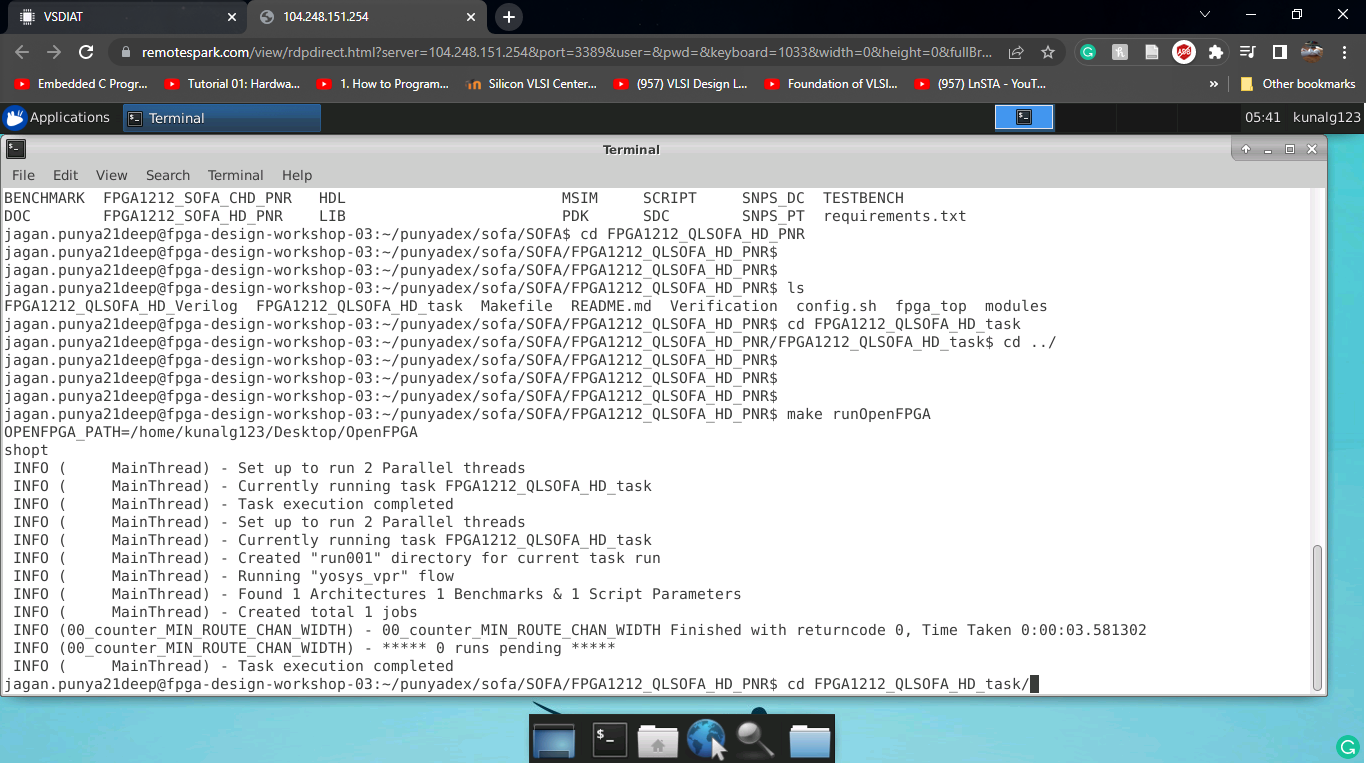 VSDIAT
104.248.151.254
remotespark.com/view/rdpdirect.html?server=104.248.151.254&port=3389&user=&pwd=&keyboard=1033&width=0&height=0&fullBr...
Embedded C Progr...
Tutorial 01: Hardwa...
1. How to Program...
Silicon VLSI Center...
(957) VLSI Design L...
Foundation of VLSI...
(957) LnSTA - YouT...
»
Other bookmarks
Applications
Terminal
05:41
kunalg123
Terminal
File Edit View Search Terminal Help
BENCHMARK  FPGA1212_SOFA_CHD_PNR   HDL                        MSIM     SCRIPT     SNPS_DC  TESTBENCH
DOC        FPGA1212_SOFA_HD_PNR    LIB                        PDK      SDC        SNPS_PT  requirements.txt
jagan.punya21deep@fpga-design-workshop-03:~/punyadex/sofa/SOFA$ cd FPGA1212_QLSOFA_HD_PNR
jagan.punya21deep@fpga-design-workshop-03:~/punyadex/sofa/SOFA/FPGA1212_QLSOFA_HD_PNR$
jagan.punya21deep@fpga-design-workshop-03:~/punyadex/sofa/SOFA/FPGA1212_QLSOFA_HD_PNR$
jagan.punya21deep@fpga-design-workshop-03:~/punyadex/sofa/SOFA/FPGA1212_QLSOFA_HD_PNR$ ls
FPGA1212_QLSOFA_HD_Verilog  FPGA1212_QLSOFA_HD_task  Makefile  README.md  Verification  config.sh  fpga_top  modules
jagan.punya21deep@fpga-design-workshop-03:~/punyadex/sofa/SOFA/FPGA1212_QLSOFA_HD_PNR$ cd FPGA1212_QLSOFA_HD_task
jagan.punya21deep@fpga-design-workshop-03:~/punyadex/sofa/SOFA/FPGA1212_QLSOFA_HD_PNR/FPGA1212_QLSOFA_HD_task$ cd ../
jagan.punya21deep@fpga-design-workshop-03:~/punyadex/sofa/SOFA/FPGA1212_QLSOFA_HD_PNR$
jagan.punya21deep@fpga-design-workshop-03:~/punyadex/sofa/SOFA/FPGA1212_QLSOFA_HD_PNR$
jagan.punya21deep@fpga-design-workshop-03:~/punyadex/sofa/SOFA/FPGA1212_QLSOFA_HD_PNR$
jagan.punya21deep@fpga-design-workshop-03:~/punyadex/sofa/SOFA/FPGA1212_QLSOFA_HD_PNR$ make runOpenFPGA
OPENFPGA_PATH=/home/kunalg123/Desktop/OpenFPGA
shopt
 INFO (     MainThread) - Set up to run 2 Parallel threads
 INFO (     MainThread) - Currently running task FPGA1212_QLSOFA_HD_task
 INFO (     MainThread) - Task execution completed
 INFO (     MainThread) - Set up to run 2 Parallel threads
 INFO (     MainThread) - Currently running task FPGA1212_QLSOFA_HD_task
 INFO (     MainThread) - Created "run001" directory for current task run
 INFO (     MainThread) - Running "yosys_vpr" flow
 INFO (     MainThread) - Found 1 Architectures 1 Benchmarks & 1 Script Parameters
 INFO (     MainThread) - Created total 1 jobs
 INFO (00_counter_MIN_ROUTE_CHAN_WIDTH) - 00_counter_MIN_ROUTE_CHAN_WIDTH Finished with returncode 0, Time Taken 0:00:03.581302
 INFO (00_counter_MIN_ROUTE_CHAN_WIDTH) - ***** 0 runs pending *****
 INFO (     MainThread) - Task execution completed
jagan.punya21deep@fpga-design-workshop-03:~/punyadex/sofa/SOFA/FPGA1212_QLSOFA_HD_PNR$ cd FPGA1212_QLSOFA_HD_task/